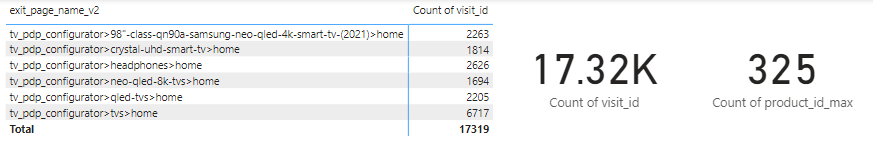 exit_page_name_v2 Count of visit_id
tv_pdp_configurator>98"-class-qn90a-samsung-neo-qled-4k-smart-tv-(2021)>home 2263
tv_pdp_configurator>crystal-uhd-smart-tv>home 1814
tv_pdp_configurator>headphones>home 2626
tv_pdp_configurator>neo-qled-8k-tvs>home 1694
tv_pdp_configurator>qled-tvs>home 2205
tv_pdp_configurator>tvs>home 6717
Total 17319
17.32K
Count of visit_id
325
Count of product_id_max